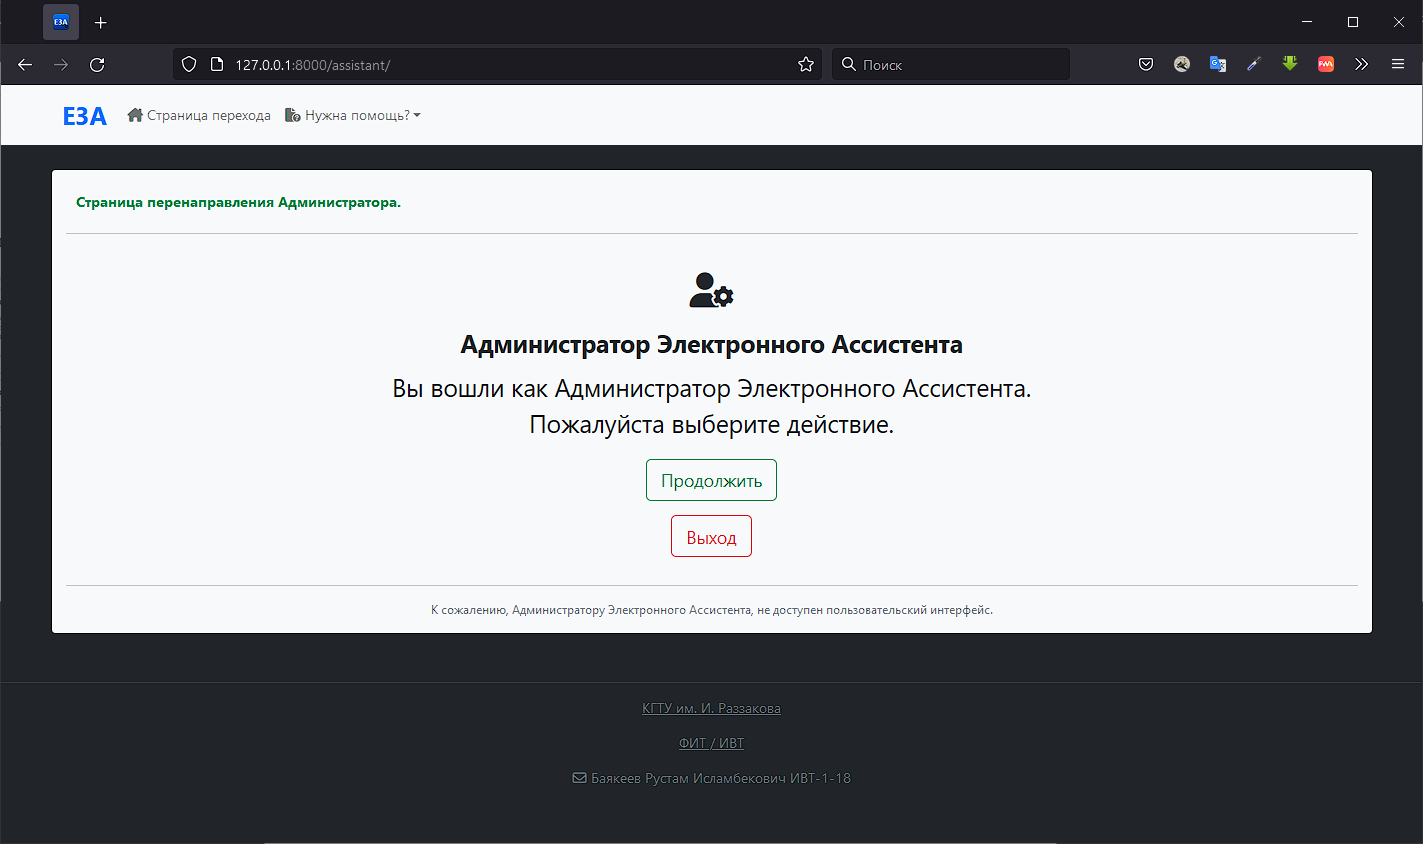 E3A
127.0.0.1:8000/assistant/
Поиск
E3A
Страница перехода
Нужна помощь?
Страница перенаправления Администратора.
Администратор Электронного Ассистента
Вы вошли как Администратор Электронного Ассистента.
Пожалуйста выберите действие.
Продолжить
Выход
К сожалению, Администратору Электронного Ассистента, не доступен пользовательский интерфейс.
КГТУ им. И. Раззакова
ФИТ / ИВТ
Баякеев Рустам Исламбекович ИВТ-1-18